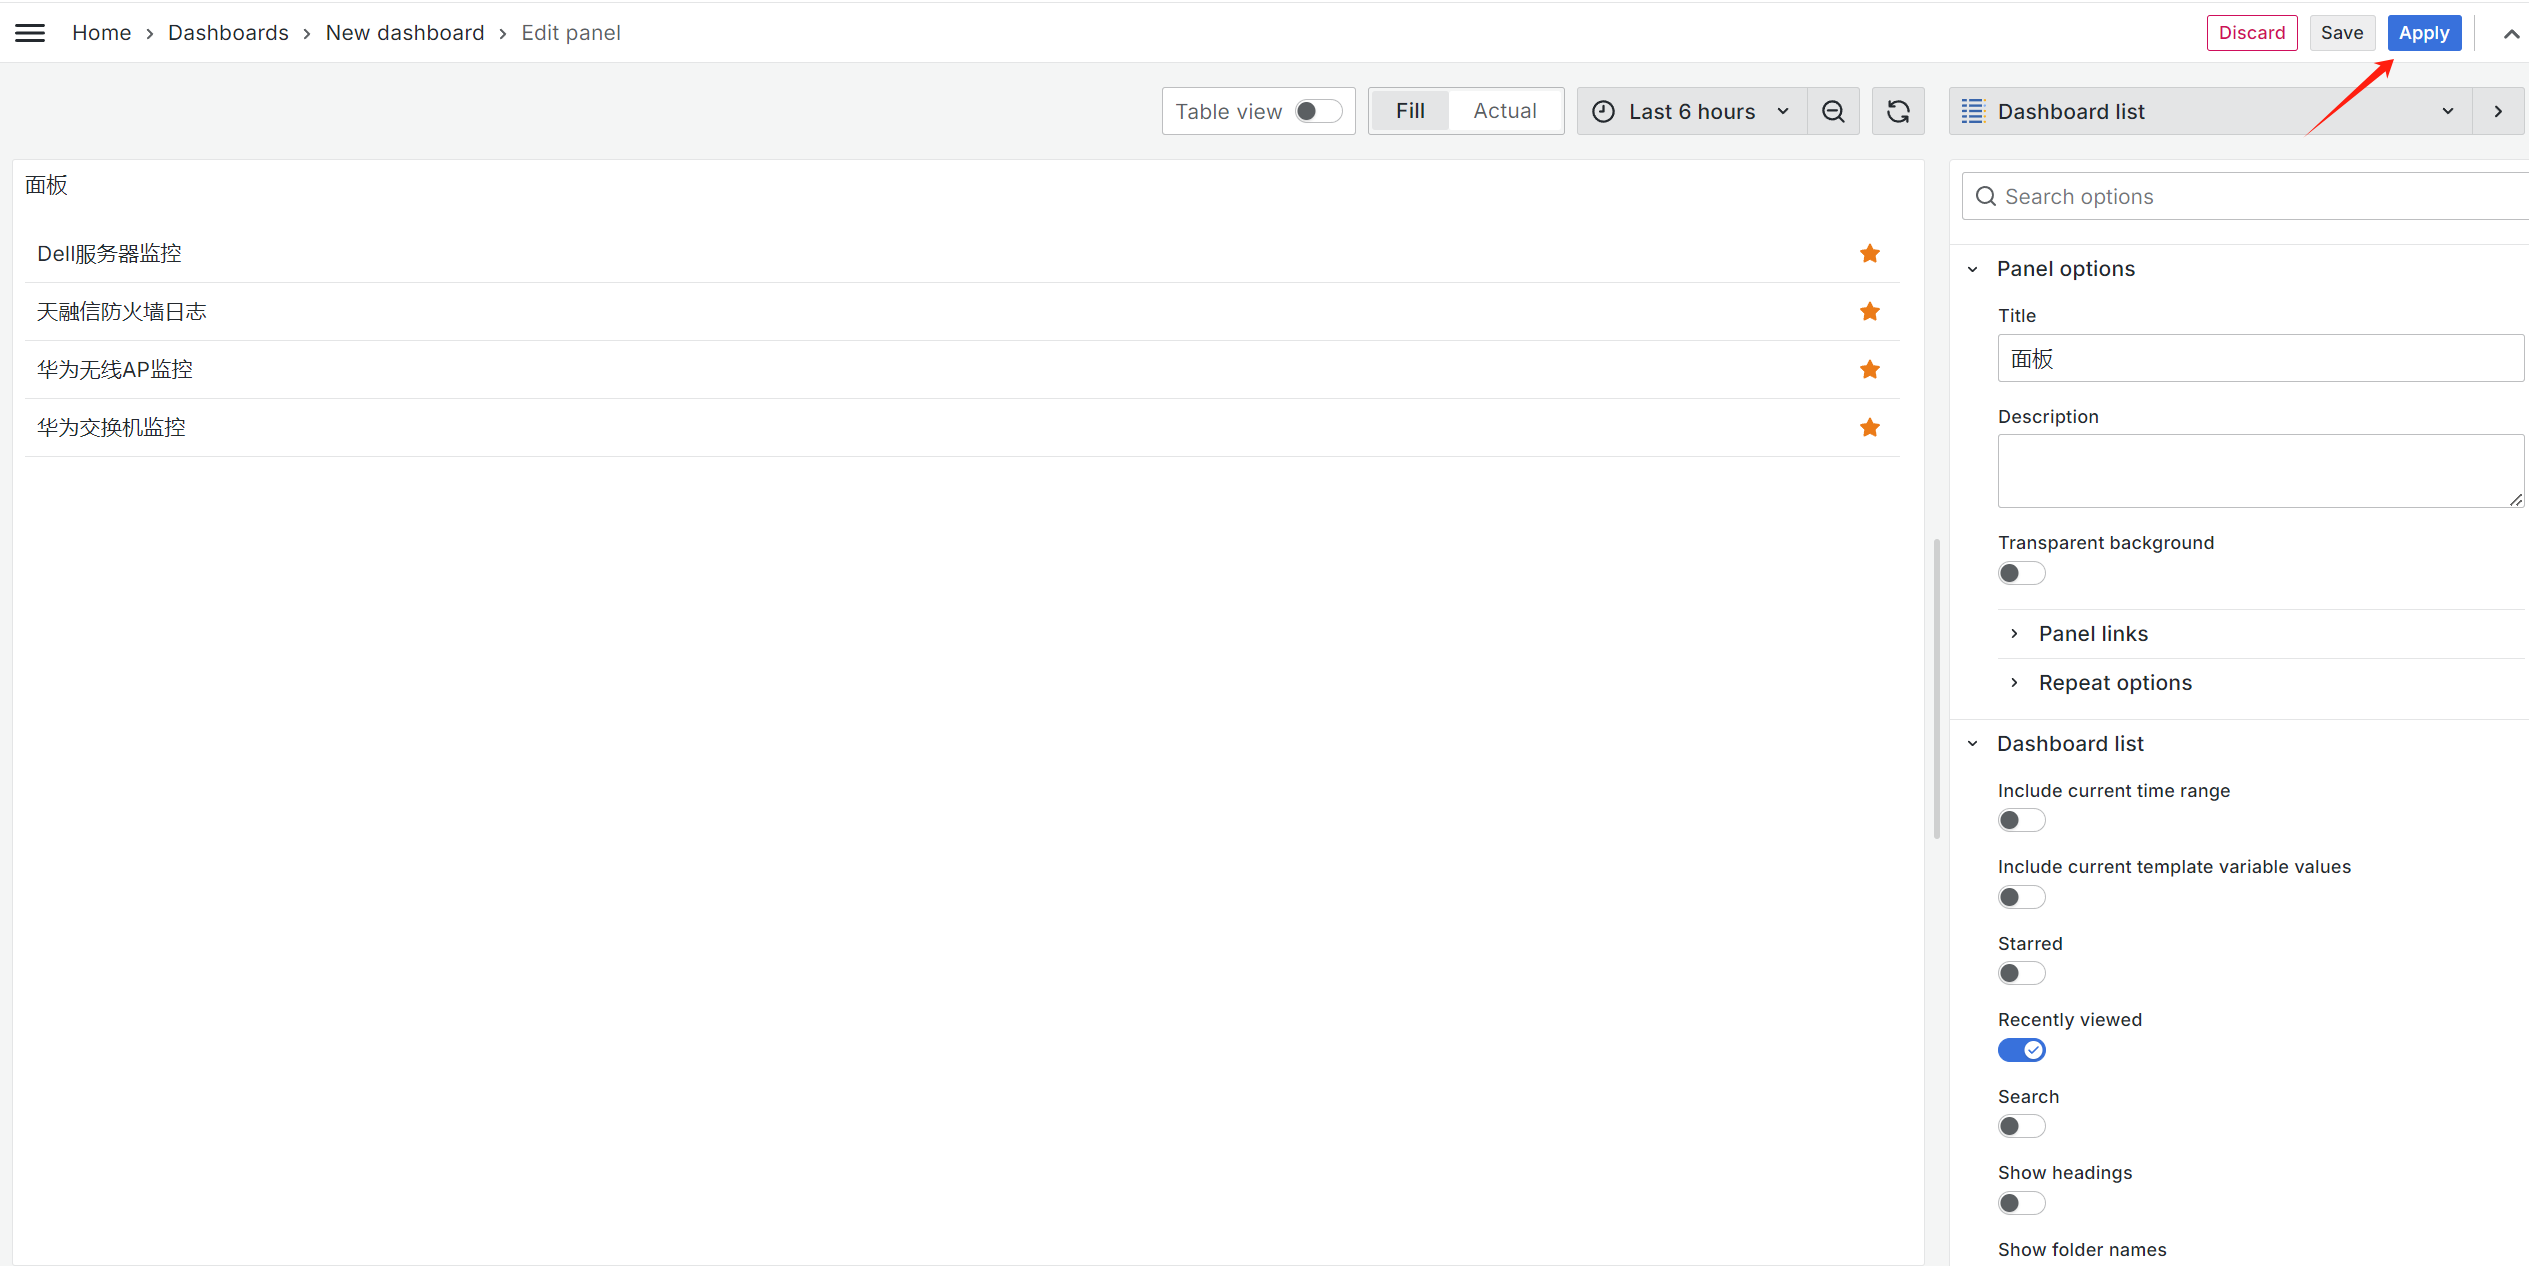 Home › Dashboards › New dashboard › Edit panel
Discard Save Apply
Table view Fill Actual Last 6 hours Dashboard list
面板
Dell服务器监控
天融信防火墙日志
华为无线AP监控
华为交换机监控
Search options
Panel options
Title
面板
Description
Transparent background
Panel links
Repeat options
Dashboard list
Include current time range
Include current template variable values
Starred
Recently viewed
Search
Show headings
Show folder names